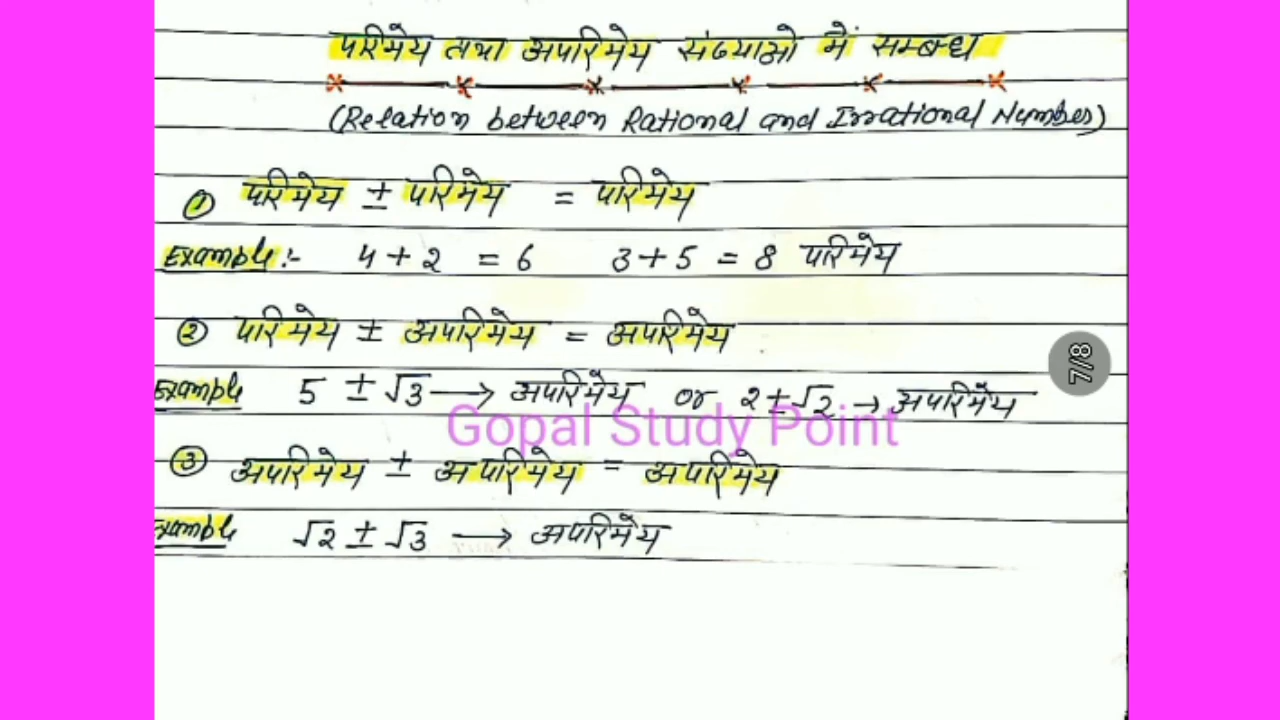 परिमेय तथा अपरिमेय संख्याओ में सम्बन्ध
(Relation between Rational and Irrational Number)
① परिमेय ± परिमेय = परिमेय
Example:- 4+2 = 6 3+5 = 8 परिमेय
② परिमेय ± अपरिमेय = अपरिमेय
Example 5 ± √3 → अपरिमेय or 2±√2 → अपरिमेय
Gopal Study Point
③ अपरिमेय ± अपरिमेय = अपरिमेय
Example √2 ± √3 → अपरिमेय
7/8